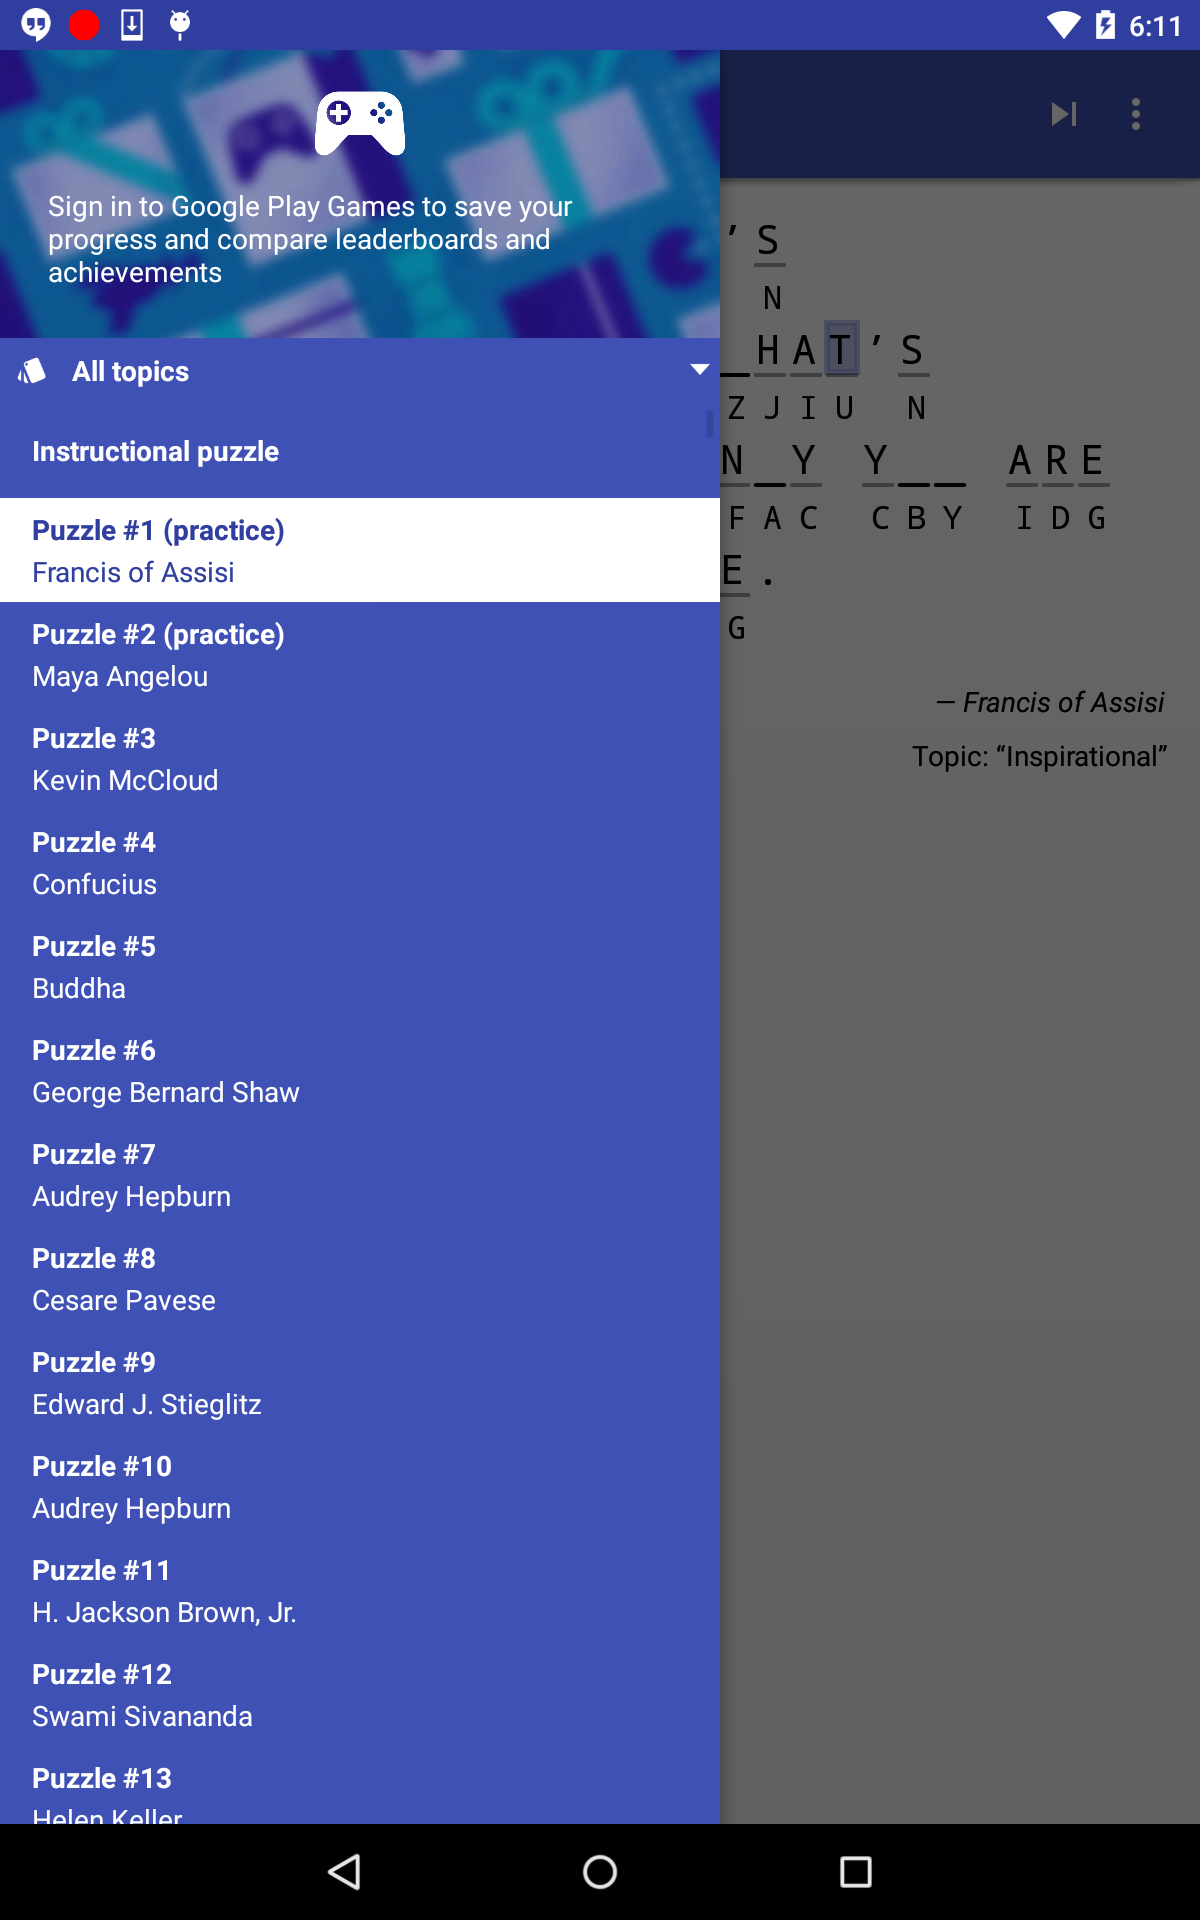 6:11
Sign in to Google Play Games to save your
progress and compare leaderboards and
achievements
All topics
Instructional puzzle
Puzzle #1 (practice)
Francis of Assisi
Puzzle #2 (practice)
Maya Angelou
Puzzle #3
Kevin McCloud
Puzzle #4
Confucius
Puzzle #5
Buddha
Puzzle #6
George Bernard Shaw
Puzzle #7
Audrey Hepburn
Puzzle #8
Cesare Pavese
Puzzle #9
Edward J. Stieglitz
Puzzle #10
Audrey Hepburn
Puzzle #11
H. Jackson Brown, Jr.
Puzzle #12
Swami Sivananda
Puzzle #13
Helen Keller
’S
N
_HAT’S
ZJIU N
N_Y Y__ ARE
FAC CBY IDG
E.
G
— Francis of Assisi
Topic: “Inspirational”